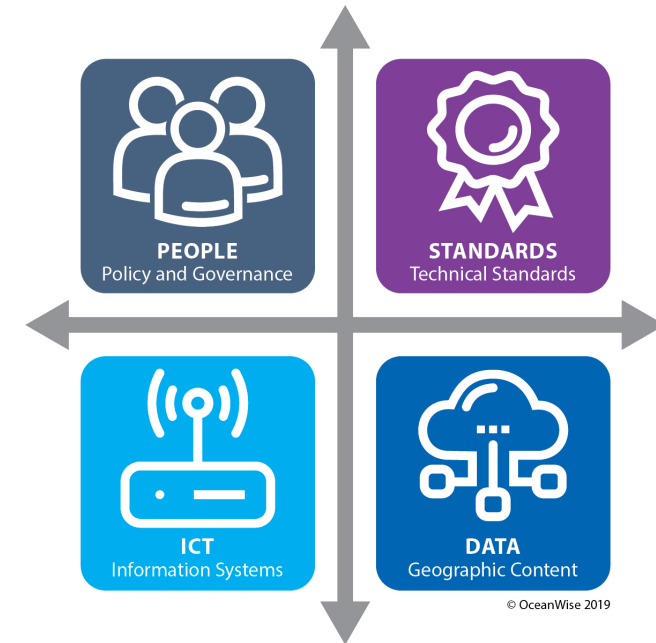 PEOPLE
Policy and Governance
STANDARDS
Technical Standards
ICT
Information Systems
DATA
Geographic Content
© OceanWise 2019